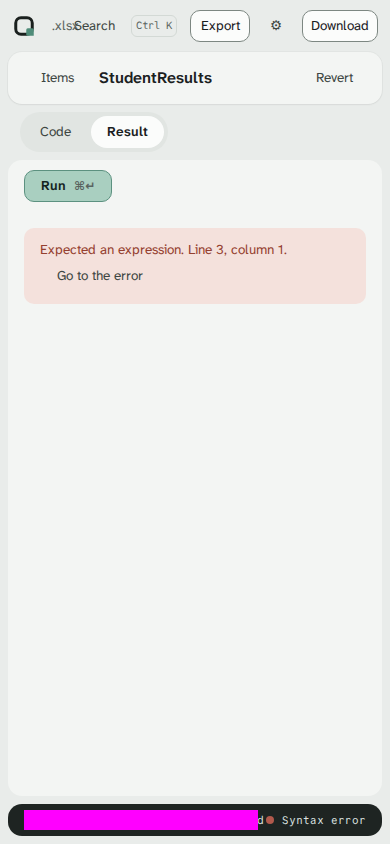 .xlsx Search Ctrl K Export Download
Items StudentResults Revert
Code Result
Run ⌘↵
Expected an expression. Line 3, column 1.
Go to the error
d Syntax error